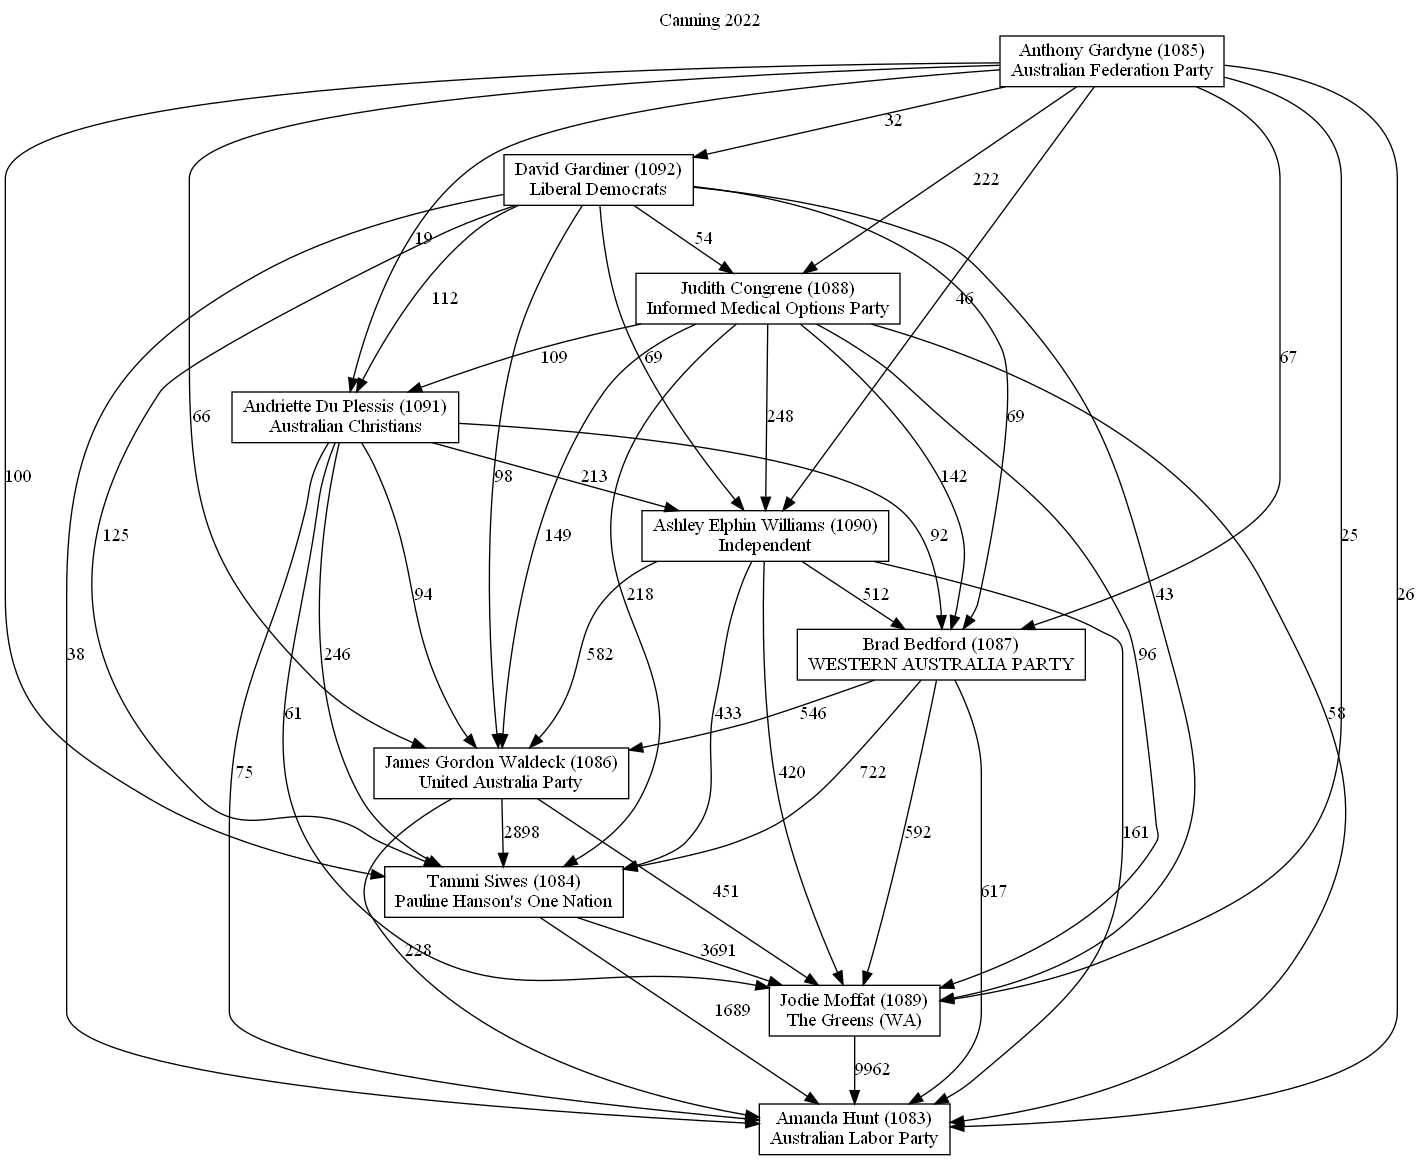 Canning 2022
Anthony Gardyne (1085)
Australian Federation Party
32
David Gardiner (1092)
Liberal Democrats
222
19
54
112
46
Judith Congrene (1088)
Informed Medical Options Party
109
69
67
Andriette Du Plessis (1091)
Australian Christians
66
248
69
100
98
213
142
Ashley Elphin Williams (1090)
Independent
125
149
92
25
94
218
512
43
26
38
246
582
96
Brad Bedford (1087)
WESTERN AUSTRALIA PARTY
61
433
546
58
75
420
722
James Gordon Waldeck (1086)
United Australia Party
2898
592
161
Tammi Siwes (1084)
Pauline Hanson's One Nation
451
617
228
3691
1689
Jodie Moffat (1089)
The Greens (WA)
9962
Amanda Hunt (1083)
Australian Labor Party